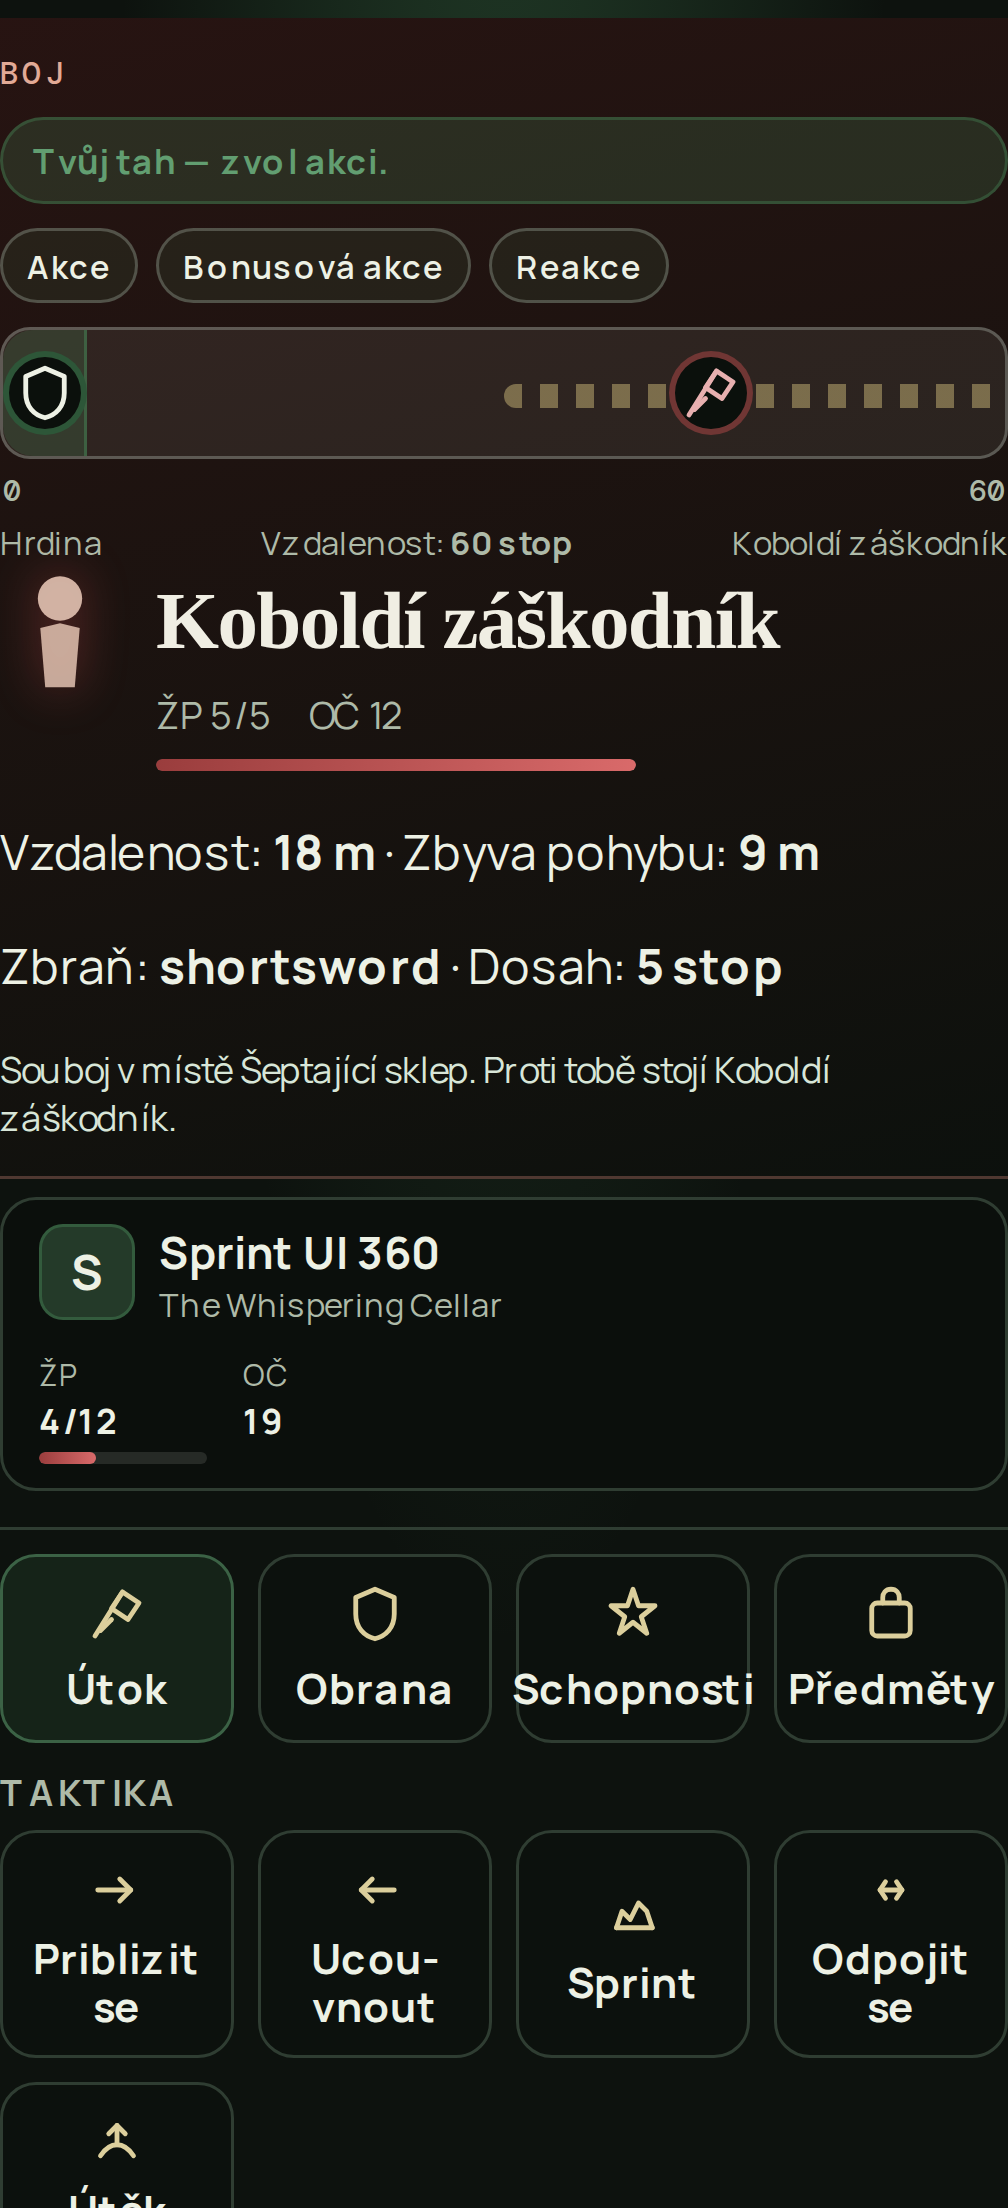 BOJ
Tvůj tah — zvol akci.
Akce Bonusová akce Reakce
0 60
Hrdina Vzdalenost: 60 stop Koboldí záškodník
Koboldí záškodník
ŽP 5/5 OČ 12
Vzdalenost: 18 m · Zbyva pohybu: 9 m
Zbraň: shortsword · Dosah: 5 stop
Souboj v místě Šeptající sklep. Proti tobě stojí Koboldí
záškodník.
S
Sprint UI 360
The Whispering Cellar
ŽP OČ
4/12 19
Útok Obrana Schopnosti Předměty
TAKTIKA
Pribliz it
se
Ucou-
vnout
Sprint
Odpojit
se
Útěk